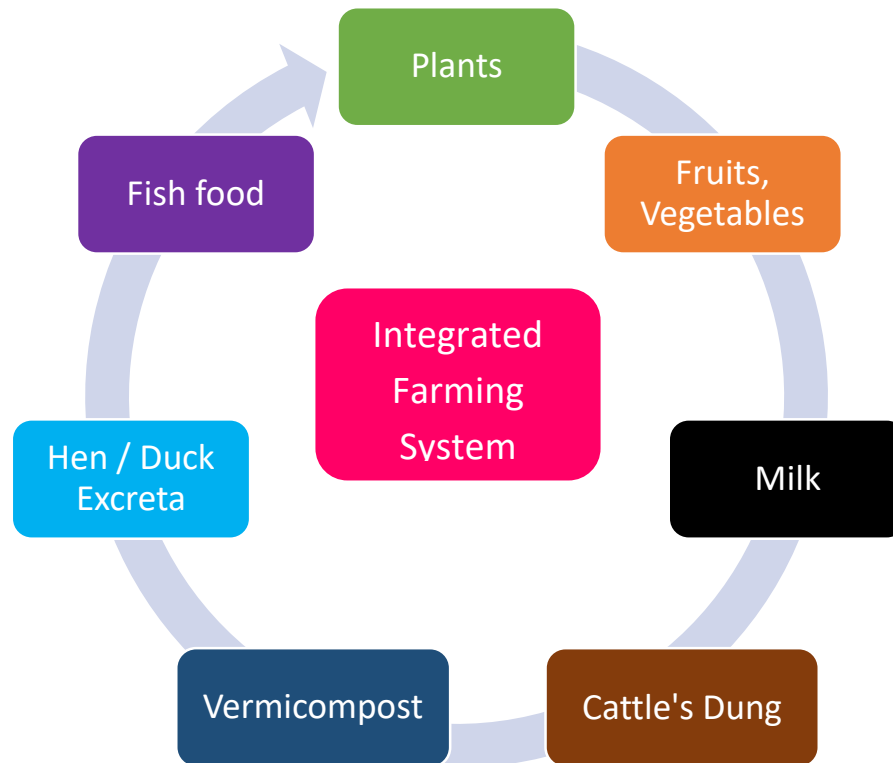 Plants
Fruits,
Vegetables
Milk
Cattle's Dung
Vermicompost
Hen / Duck
Excreta
Fish food
Integrated
Farming
System